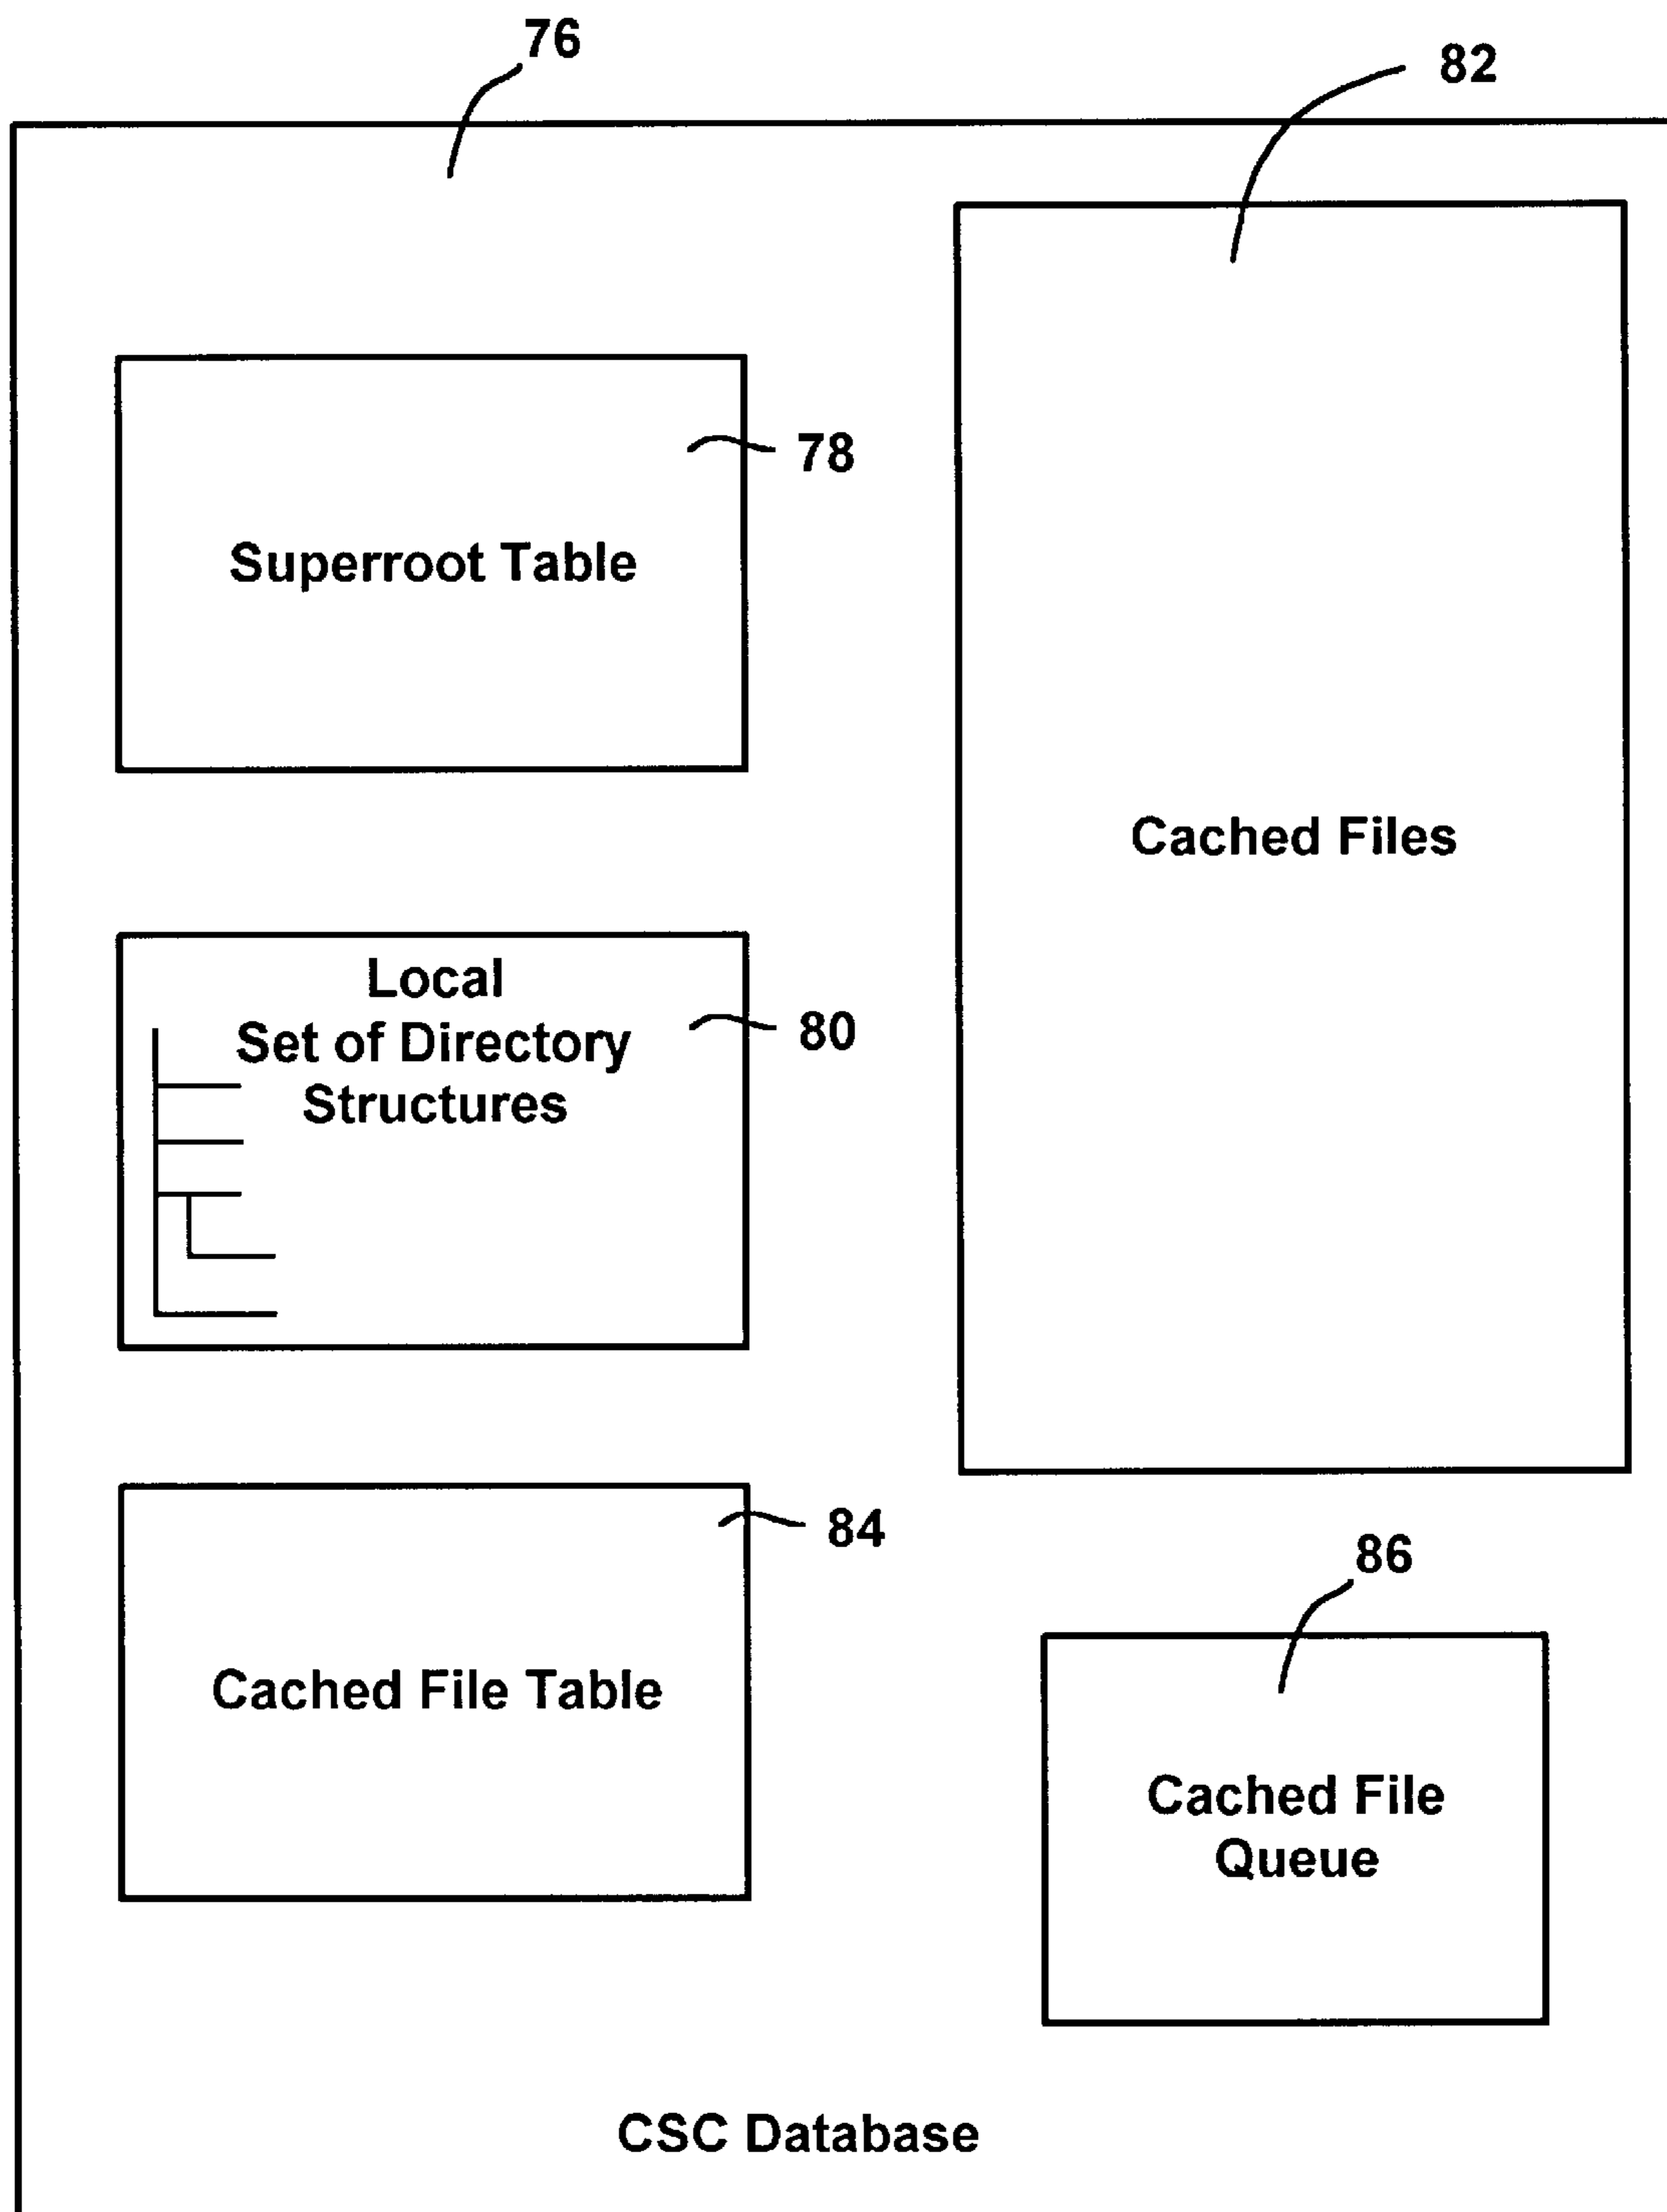 76
82
78
Superroot Table
Cached Files
Local
Set of Directory
Structures
80
84
Cached File Table
86
Cached File
Queue
CSC Database